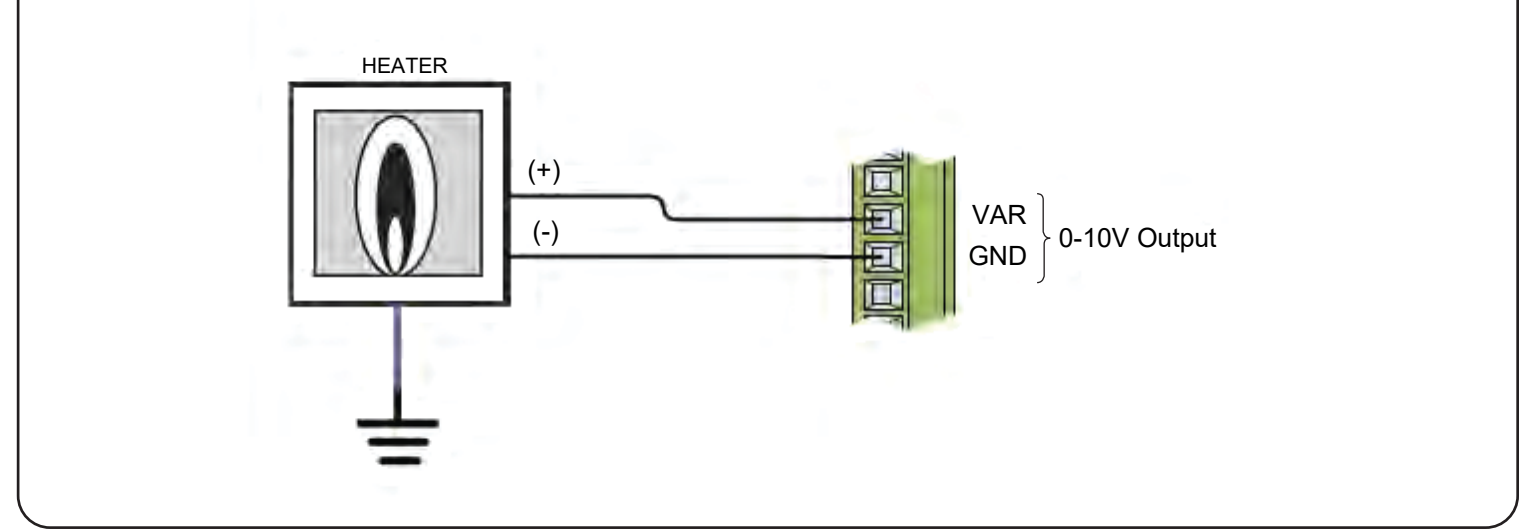 HEATER
(+)
(-)
VAR
GND
0-10V Output